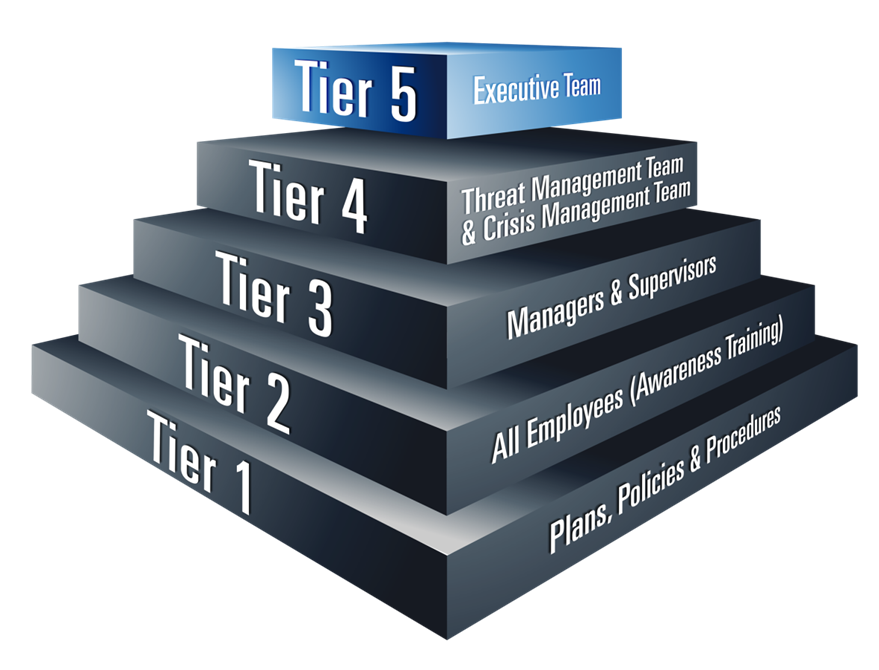 Tier 5
Executive Team
Tier 4
Threat Management Team
& Crisis Management Team
Tier 3
Managers & Supervisors
Tier 2
All Employees (Awareness Training)
Tier 1
Plans, Policies & Procedures